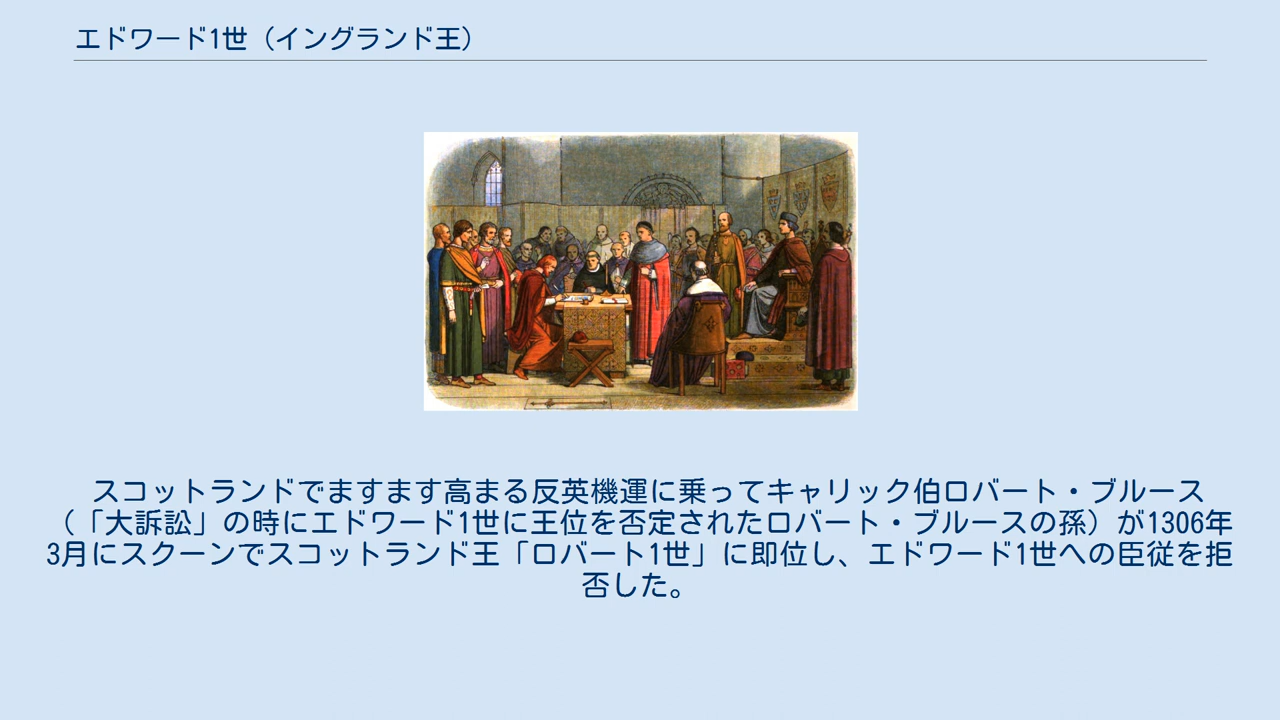 エドワード1世（イングランド王）
スコットランドでますます高まる反英機運に乗ってキャリック伯ロバート・ブルース
（「大訴訟」の時にエドワード1世に王位を否定されたロバート・ブルースの孫）が1306年
3月にスクーンでスコットランド王「ロバート1世」に即位し、エドワード1世への臣従を拒
否した。